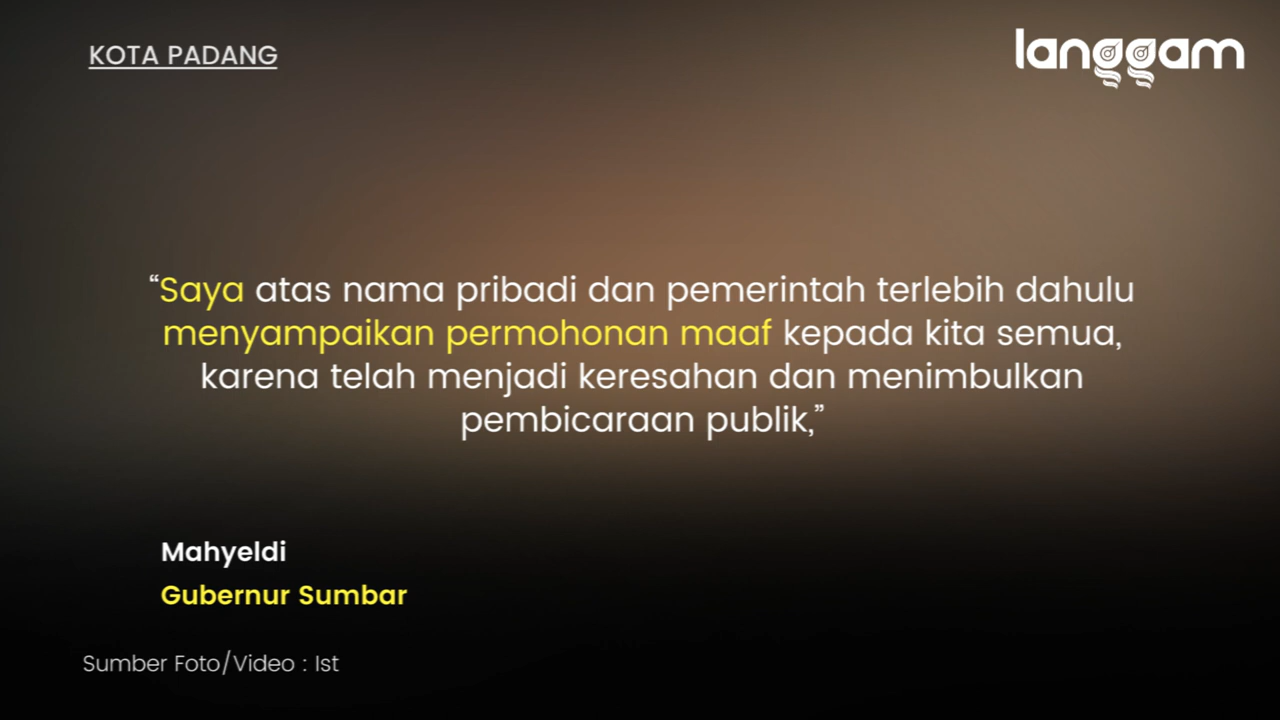 KOTA PADANG
langgam
“Saya atas nama pribadi dan pemerintah terlebih dahulu
menyampaikan permohonan maaf kepada kita semua,
karena telah menjadi keresahan dan menimbulkan
pembicaraan publik,”
Mahyeldi
Gubernur Sumbar
Sumber Foto/Video : Ist